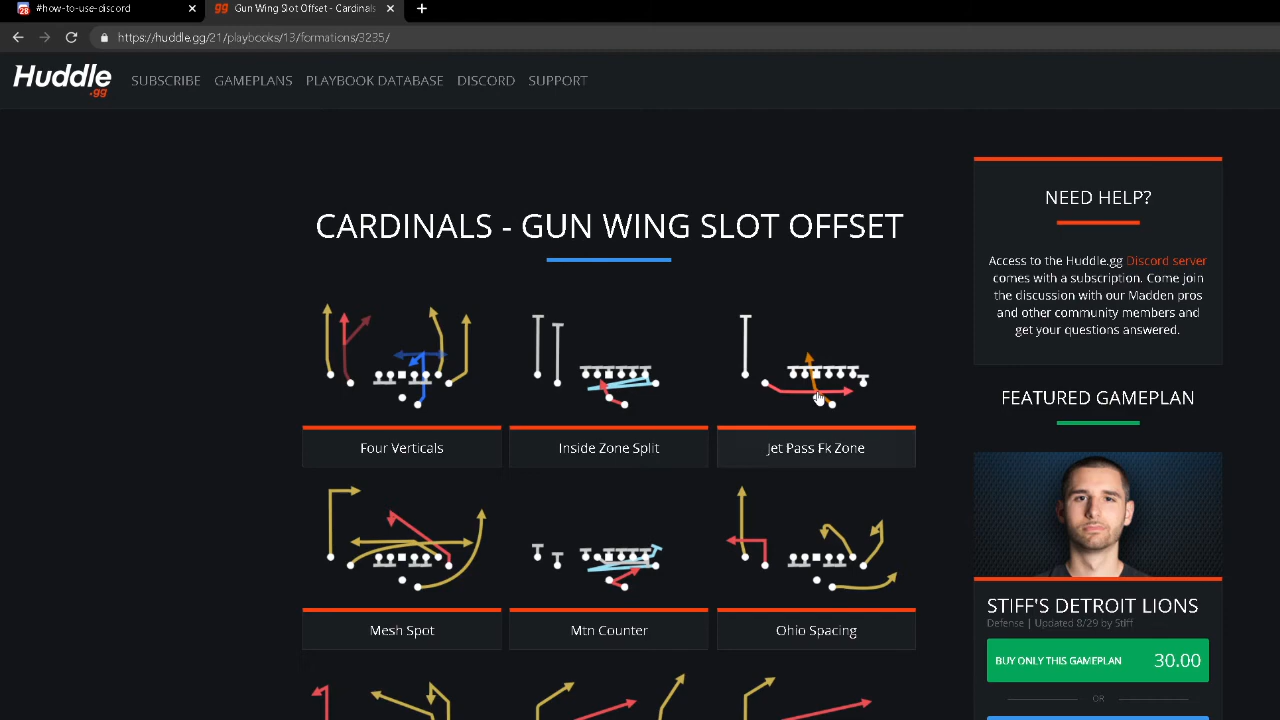 28
#how-to-use-discord
gg
Gun Wing Slot Offset - Cardinals
https://huddle.gg/21/playbooks/13/formations/3235/
Huddle
.gg
SUBSCRIBE
GAMEPLANS
PLAYBOOK DATABASE
DISCORD
SUPPORT
CARDINALS - GUN WING SLOT OFFSET
Four Verticals
Inside Zone Split
Jet Pass Fk Zone
Mesh Spot
Mtn Counter
Ohio Spacing
NEED HELP?
Access to the Huddle.gg Discord server
comes with a subscription. Come join
the discussion with our Madden pros
and other community members and
get your questions answered.
FEATURED GAMEPLAN
STIFF'S DETROIT LIONS
Defense | Updated 8/29 by Stiff
BUY ONLY THIS GAMEPLAN 30.00
OR